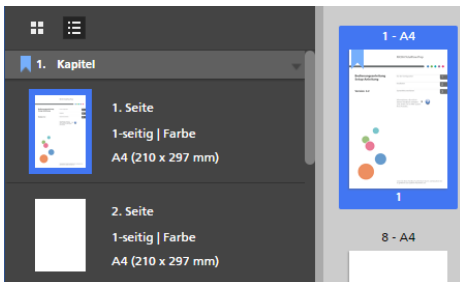 1. Kapitel
1. Seite
1-seitig | Farbe
A4 (210 x 297 mm)
2. Seite
1-seitig | Farbe
A4 (210 x 297 mm)
1 - A4
1
8 - A4